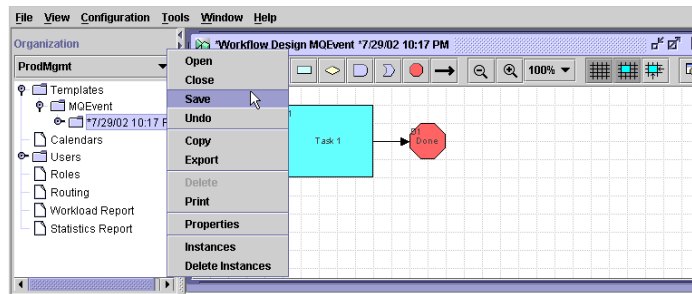 File View Configuration Tools Window Help
Organization
*Workflow Design MQEvent *7/29/02 10:17 PM
ProdMgmt
100%
Templates
MQEvent
*7/29/02 10:17 P
Calendars
Users
Roles
Routing
Workload Report
Statistics Report
Open
Close
Save
Undo
Copy
Export
Delete
Print
Properties
Instances
Delete Instances
Task 1
Done